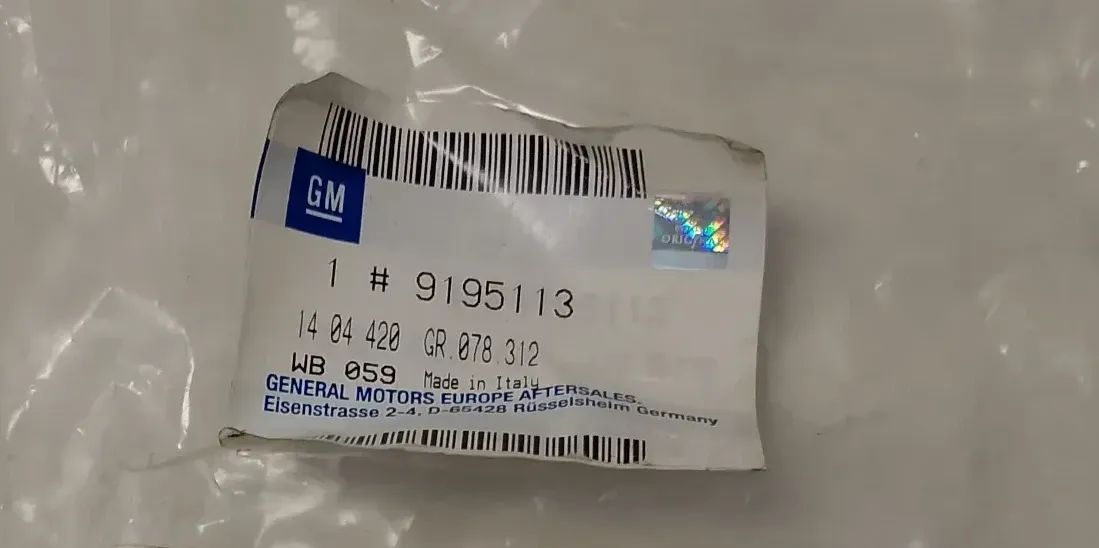 GM
ORIGINAL
1 # 9195113
14 04 420 GR.078.312
WB 059 Made in Italy
GENERAL MOTORS EUROPE AFTERSALES,
Eisenstrasse 2-4, D-65428 Rüsselsheim Germany